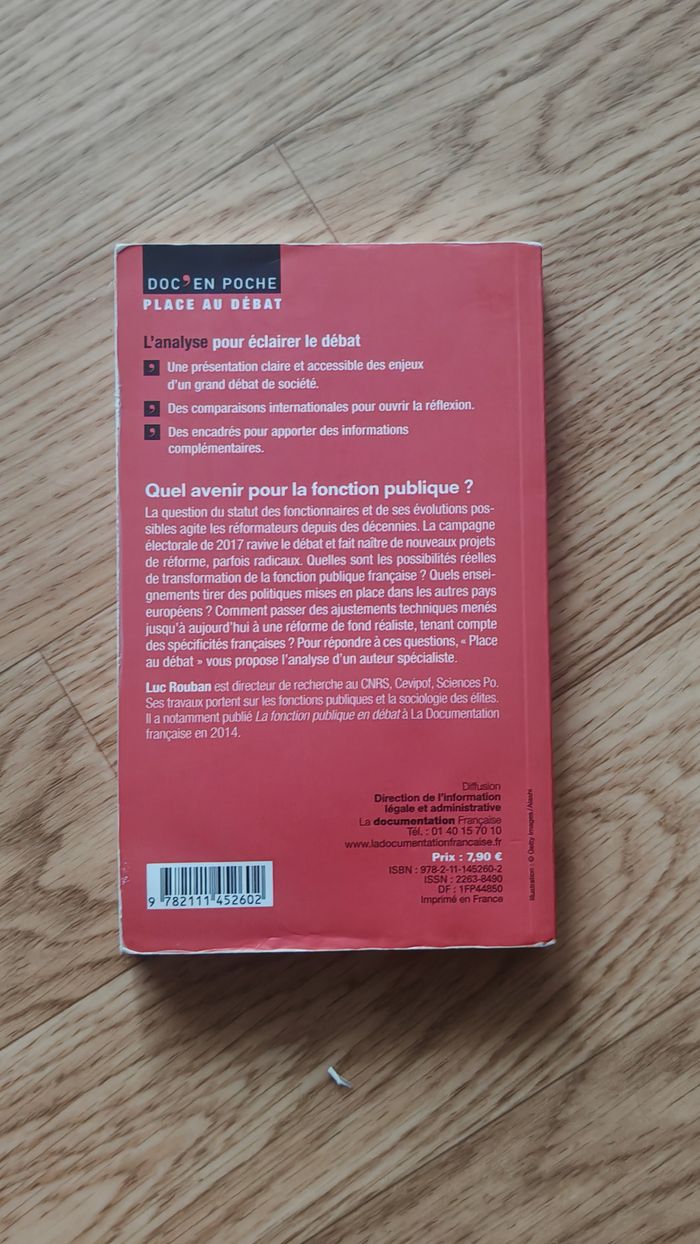 DOC’EN POCHE
PLACE AU DÉBAT
L’analyse pour éclairer le débat
Une présentation claire et accessible des enjeux
d’un grand débat de société.
Des comparaisons internationales pour ouvrir la réflexion.
Des encadrés pour apporter des informations
complémentaires.
Quel avenir pour la fonction publique ?
La question du statut des fonctionnaires et de ses évolutions pos-
sibles agite les réformateurs depuis des décennies. La campagne
électorale de 2017 ravive le débat et fait naître de nouveaux projets
de réforme, parfois radicaux. Quelles sont les possibilités réelles
de transformation de la fonction publique française ? Quels ensei-
gnements tirer des politiques mises en place dans les autres pays
européens ? Comment passer des ajustements techniques menés
jusqu’à aujourd’hui à une réforme de fond réaliste, tenant compte
des spécificités françaises ? Pour répondre à ces questions, « Place
au débat » vous propose l’analyse d’un auteur spécialiste.
Luc Rouban est directeur de recherche au CNRS, Cevipof, Sciences Po.
Ses travaux portent sur les fonctions publiques et la sociologie des élites.
Il a notamment publié La fonction publique en débat à La Documentation
française en 2014.
Diffusion
Direction de l’information
légale et administrative
La documentation Française
Tél. : 01 40 15 70 10
www.ladocumentationfrancaise.fr
Prix : 7,90 €
ISBN : 978-2-11-145260-2
ISSN : 2263-8490
DF : 1FP44850
Imprimé en France
9 782111 452602
Illustration : © Getty Images / Alashi